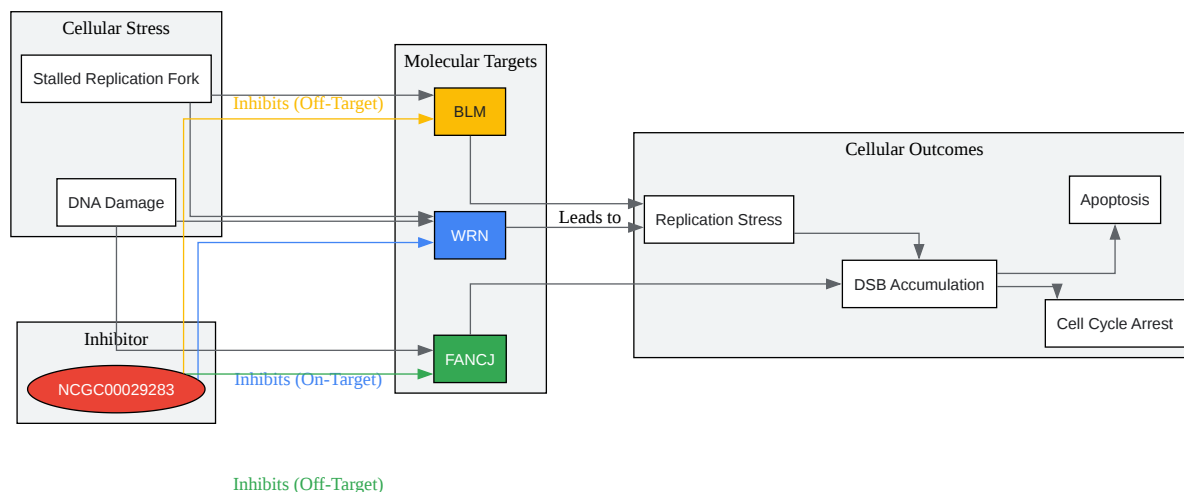 Cellular Stress
Stalled Replication Fork
DNA Damage
Inhibitor
NCGC00029283
Inhibits (Off-Target)
Inhibits (On-Target)
Inhibits (Off-Target)
Molecular Targets
BLM
WRN
FANCJ
Leads to
Cellular Outcomes
Replication Stress
DSB Accumulation
Apoptosis
Cell Cycle Arrest